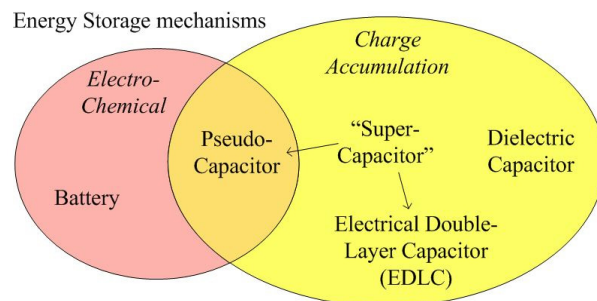 Energy Storage mechanisms
Charge
Accumulation
Electro-
Chemical
Pseudo-
Capacitor
“Super-
Capacitor”
Dielectric
Capacitor
Battery
Electrical Double-
Layer Capacitor
(EDLC)